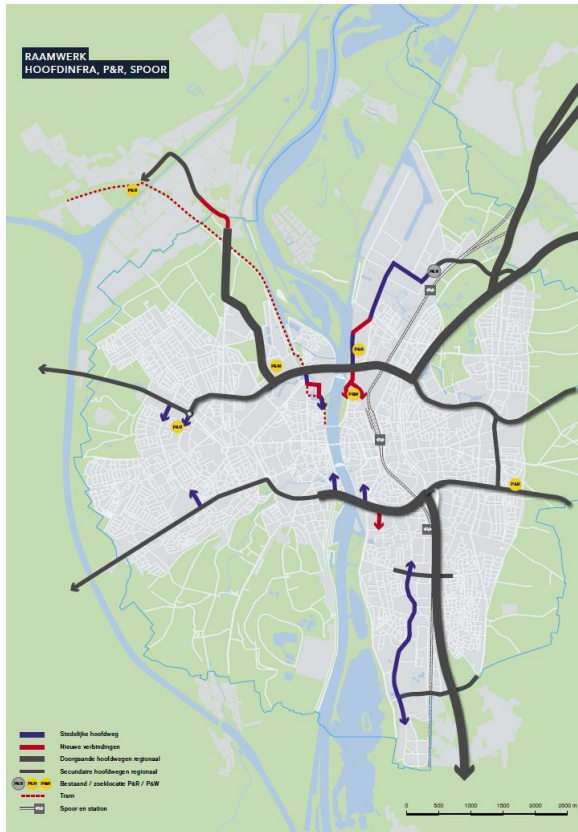 RAAMWERK
HOOFDINFRA, P&R, SPOOR
P&R
P&R
P&R
P&W
P&W
P&R
P&R
Stedelijke hoofdweg
Nieuwe verbindingen
Doorgaande hoofdwegen regionaal
Secundaire hoofdwegen regionaal
P&R P&R P&W Bestaand / zoeklocatie P&R / P&W
Tram
Spoor en station
0 500 1000 1500 2000 2500 m